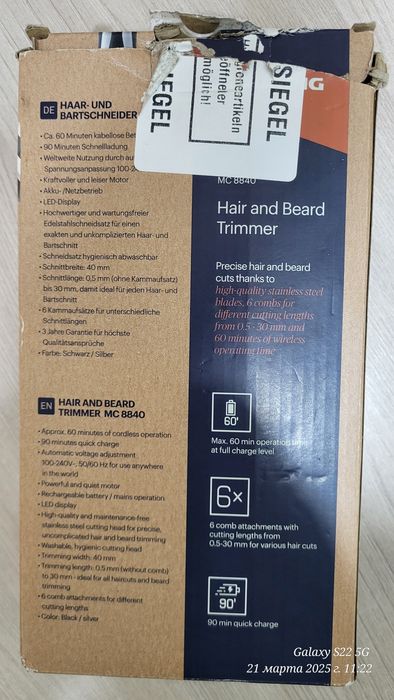 DE HAAR- UND
BARTSCHNEIDER
• Ca. 60 Minuten kabellose
• 90 Minuten Schnellladung
• Weltweite Nutzung durch
Spannungsanpassung
• Kraftvoller und leiser Motor
• Akku- /Netzbetrieb
• LED-Display
• Hochwertiger und wartungsfreier
Edelstahlschneidsatz für einen
exakten und unkomplizierten Haar- und
Bartschnitt
• Schneidsatz hygienisch abwaschbar
• Schnittbreite: 40 mm
• Schnittlänge: 0,5 mm (ohne Kammaufsatz)
bis 30 mm, damit ideal für jeden Haar- und
Bartschnitt
• 6 Kammaufsätze für unterschiedliche
Schnittlängen
• 3 Jahre Garantie für höchste
Qualitätsansprüche
• Farbe: Schwarz / Silber
EN HAIR AND BEARD
TRIMMER MC 8840
• Approx. 60 minutes of cordless operation
• 90 minutes quick charge
• Automatic voltage adjustment
100-240V~, 50/60 Hz for use anywhere
in the world
• Powerful and quiet motor
• Rechargeable battery / mains operation
• LED display
• High-quality and maintenance-free
stainless steel cutting head for precise,
uncomplicated hair and beard trimming
• Washable, hygienic cutting head
• Trimming width: 40 mm
• Trimming length: 0.5 mm (without comb)
to 30 mm - ideal for all haircuts and beard
trimming
• 6 comb attachments for different
cutting lengths
• Color: Black / silver
SIEGEL
öffneter
möglich!
SIEGEL
MC 8840
Hair and Beard
Trimmer
Precise hair and beard
cuts thanks to
high-quality stainless steel
blades, 6 combs for
different cutting lengths
from 0.5 - 30 mm and
60 minutes of wireless
operating time
60'
Max. 60 min operation time
at full charge level
6×
6 comb attachments with
cutting lengths from
0.5-30 mm for various hair cuts
90'
90 min quick charge
Galaxy S22 5G
21 марта 2025 г. 11:22